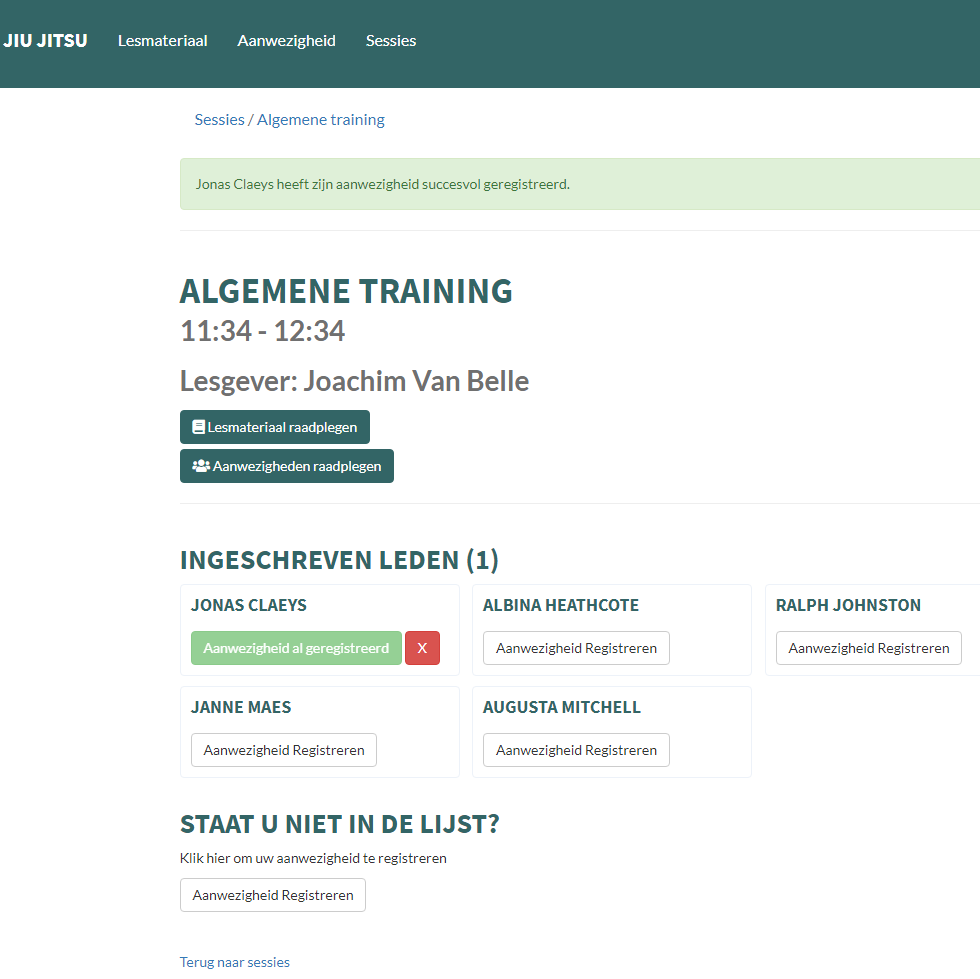 JIU JITSU Lesmateriaal Aanwezigheid Sessies
Sessies / Algemene training
Jonas Claeys heeft zijn aanwezigheid succesvol geregistreerd.
ALGEMENE TRAINING
11:34 - 12:34
Lesgever: Joachim Van Belle
Lesmateriaal raadplegen
Aanwezigheden raadplegen
INGESCHREVEN LEDEN (1)
JONAS CLAEYS ALBINA HEATHCOTE RALPH JOHNSTON
Aanwezigheid al geregistreerd X Aanwezigheid Registreren Aanwezigheid Registreren
JANNE MAES AUGUSTA MITCHELL
Aanwezigheid Registreren Aanwezigheid Registreren
STAAT U NIET IN DE LIJST?
Klik hier om uw aanwezigheid te registreren
Aanwezigheid Registreren
Terug naar sessies